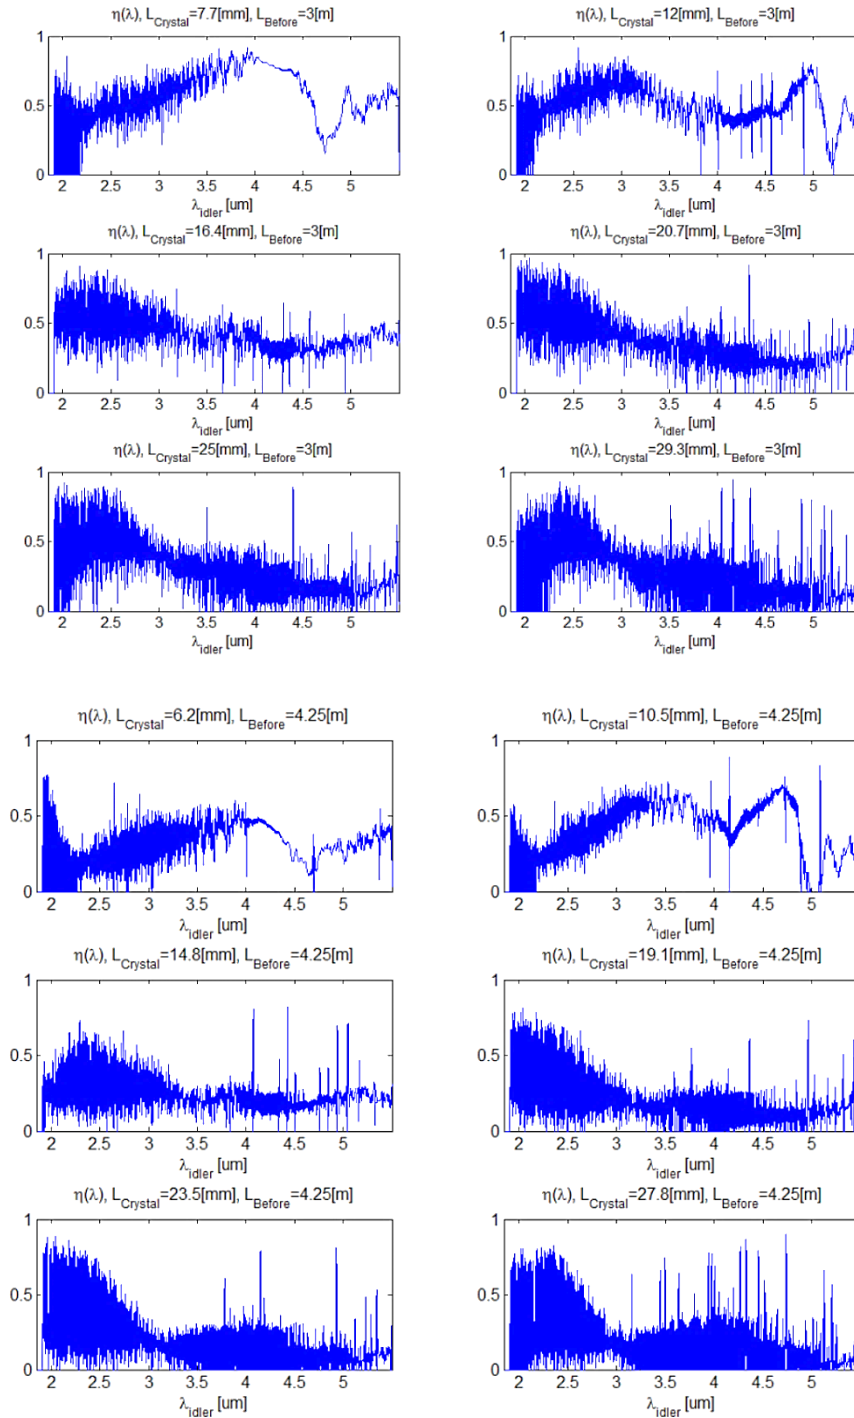 η(λ), L_Crystal=7.7[mm], L_Before=3[m]
1
0.5
0
2 2.5 3 3.5 4 4.5 5
λ_idler [um]
η(λ), L_Crystal=12[mm], L_Before=3[m]
1
0.5
0
2 2.5 3 3.5 4 4.5 5
λ_idler [um]
η(λ), L_Crystal=16.4[mm], L_Before=3[m]
1
0.5
0
2 2.5 3 3.5 4 4.5 5
λ_idler [um]
η(λ), L_Crystal=20.7[mm], L_Before=3[m]
1
0.5
0
2 2.5 3 3.5 4 4.5 5
λ_idler [um]
η(λ), L_Crystal=25[mm], L_Before=3[m]
1
0.5
0
2 2.5 3 3.5 4 4.5 5
λ_idler [um]
η(λ), L_Crystal=29.3[mm], L_Before=3[m]
1
0.5
0
2 2.5 3 3.5 4 4.5 5
λ_idler [um]
η(λ), L_Crystal=6.2[mm], L_Before=4.25[m]
1
0.5
0
2 2.5 3 3.5 4 4.5 5
λ_idler [um]
η(λ), L_Crystal=10.5[mm], L_Before=4.25[m]
1
0.5
0
2 2.5 3 3.5 4 4.5 5
λ_idler [um]
η(λ), L_Crystal=14.8[mm], L_Before=4.25[m]
1
0.5
0
2 2.5 3 3.5 4 4.5 5
λ_idler [um]
η(λ), L_Crystal=19.1[mm], L_Before=4.25[m]
1
0.5
0
2 2.5 3 3.5 4 4.5 5
λ_idler [um]
η(λ), L_Crystal=23.5[mm], L_Before=4.25[m]
1
0.5
0
2 2.5 3 3.5 4 4.5 5
λ_idler [um]
η(λ), L_Crystal=27.8[mm], L_Before=4.25[m]
1
0.5
0
2 2.5 3 3.5 4 4.5 5
λ_idler [um]